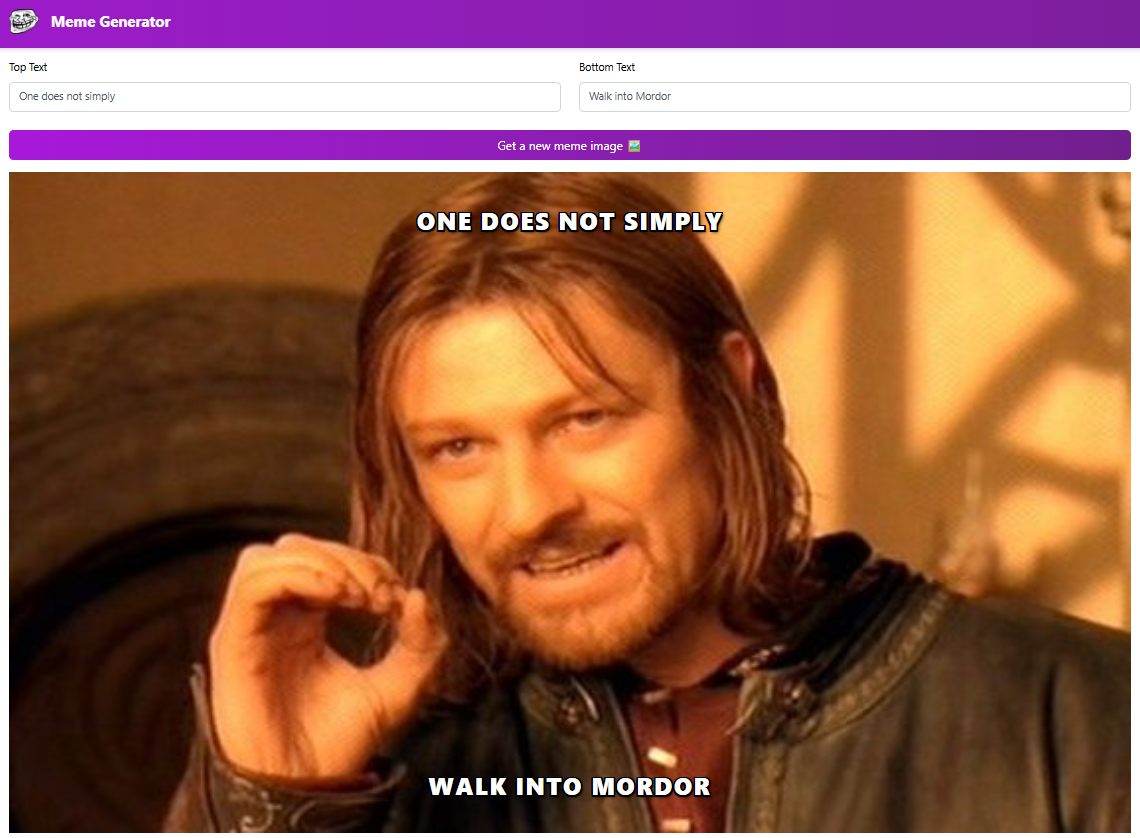 Meme Generator
Top Text
Bottom Text
One does not simply
Walk into Mordor
Get a new meme image
ONE DOES NOT SIMPLY
WALK INTO MORDOR